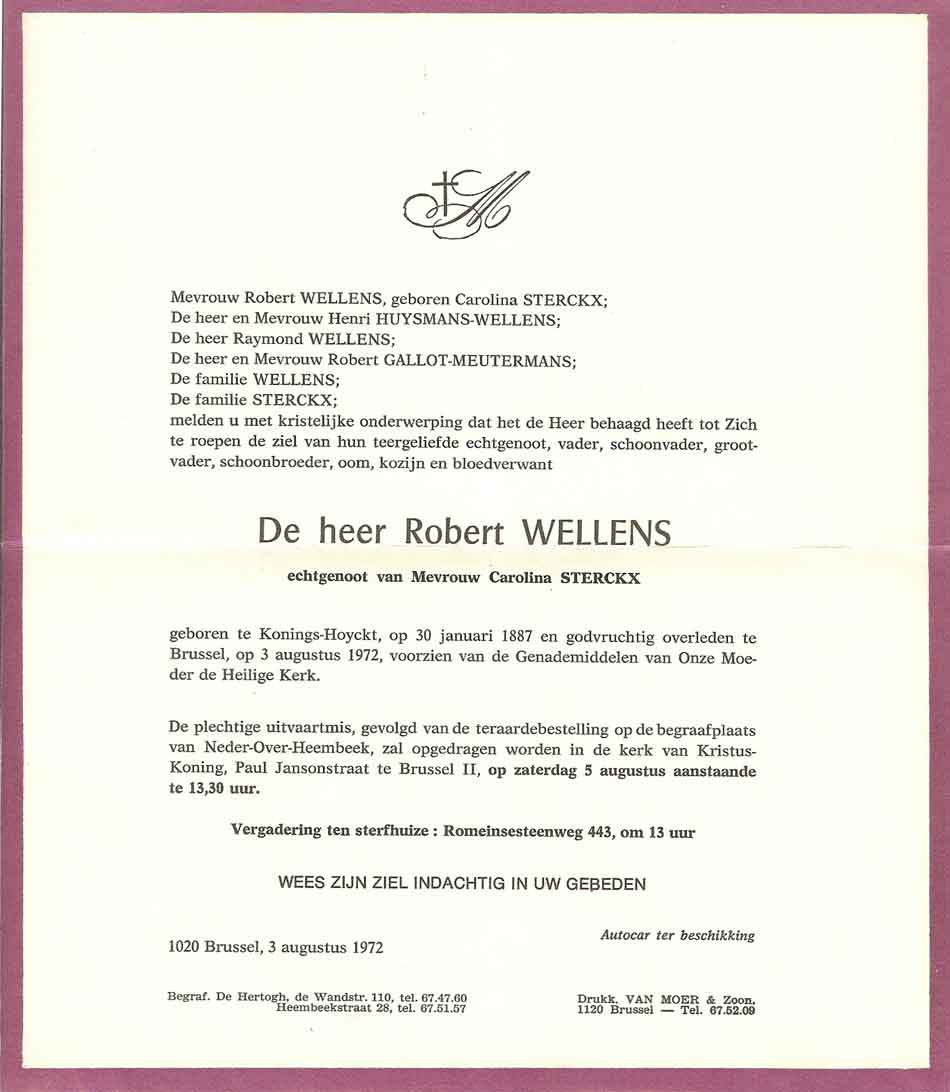 Mevrouw Robert WELLENS, geboren Carolina STERCKX;
De heer en Mevrouw Henri HUYSMANS-WELLENS;
De heer Raymond WELLENS;
De heer en Mevrouw Robert GALLOT-MEUTERMANS;
De familie WELLENS;
De familie STERCKX;
melden u met kristelijke onderwerping dat het de Heer behaagd heeft tot Zich
te roepen de ziel van hun teergeliefde echtgenoot, vader, schoonvader, groot-
vader, schoonbroeder, oom, kozijn en bloedverwant
De heer Robert WELLENS
echtgenoot van Mevrouw Carolina STERCKX
geboren te Konings-Hoyckt, op 30 januari 1887 en godvruchtig overleden te
Brussel, op 3 augustus 1972, voorzien van de Genademiddelen van Onze Moe-
der de Heilige Kerk.
De plechtige uitvaartmis, gevolgd van de teraardebestelling op de begraafplaats
van Neder-Over-Heembeek, zal opgedragen worden in de kerk van Kristus-
Koning, Paul Jansonstraat te Brussel II, op zaterdag 5 augustus aanstaande
te 13,30 uur.
Vergadering ten sterfhuize : Romeinsesteenweg 443, om 13 uur
WEES ZIJN ZIEL INDACHTIG IN UW GEBEDEN
Autocar ter beschikking
1020 Brussel, 3 augustus 1972
Begraf. De Hertogh, de Wandstr. 110, tel. 67.47.60
Heembeekstraat 28, tel. 67.51.57
Drukk. VAN MOER & Zoon.
1120 Brussel — Tel. 67.52.09